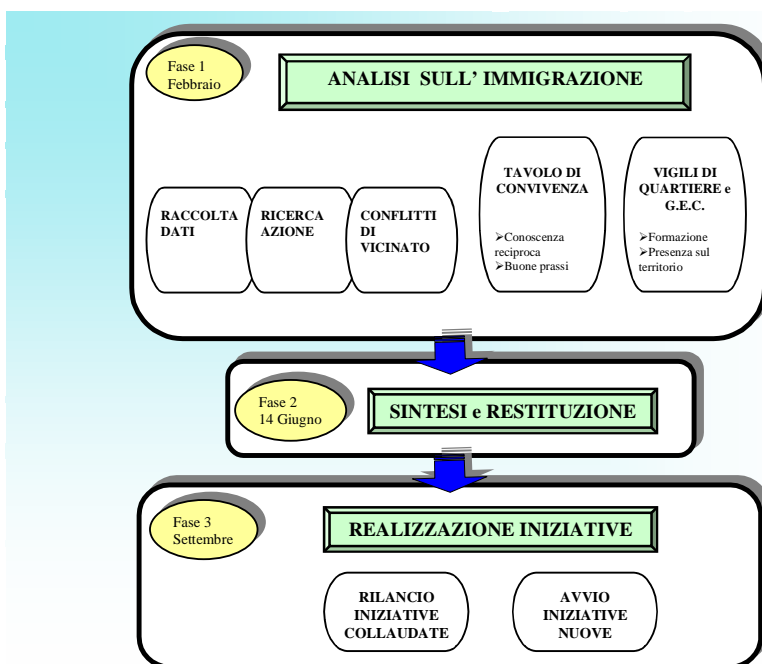 Fase 1
Febbraio
ANALISI SULL' IMMIGRAZIONE
RACCOLTA
DATI
RICERCA
AZIONE
CONFLITTI
DI
VICINATO
TAVOLO DI
CONVIVENZA
➢Conoscenza
reciproca
➢Buone prassi
VIGILI DI
QUARTIERE e
G.E.C.
➢Formazione
➢Presenza sul
territorio
Fase 2
14 Giugno
SINTESI e RESTITUZIONE
Fase 3
Settembre
REALIZZAZIONE INIZIATIVE
RILANCIO
INIZIATIVE
COLLAUDATE
AVVIO
INIZIATIVE
NUOVE